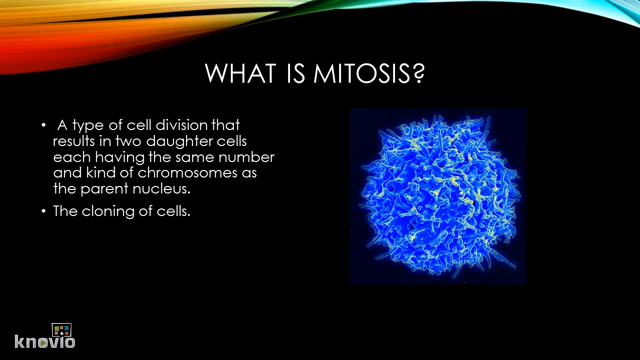 WHAT IS MITOSIS?
• A type of cell division that
results in two daughter cells
each having the same number
and kind of chromosomes as
the parent nucleus.
• The cloning of cells.
knovio